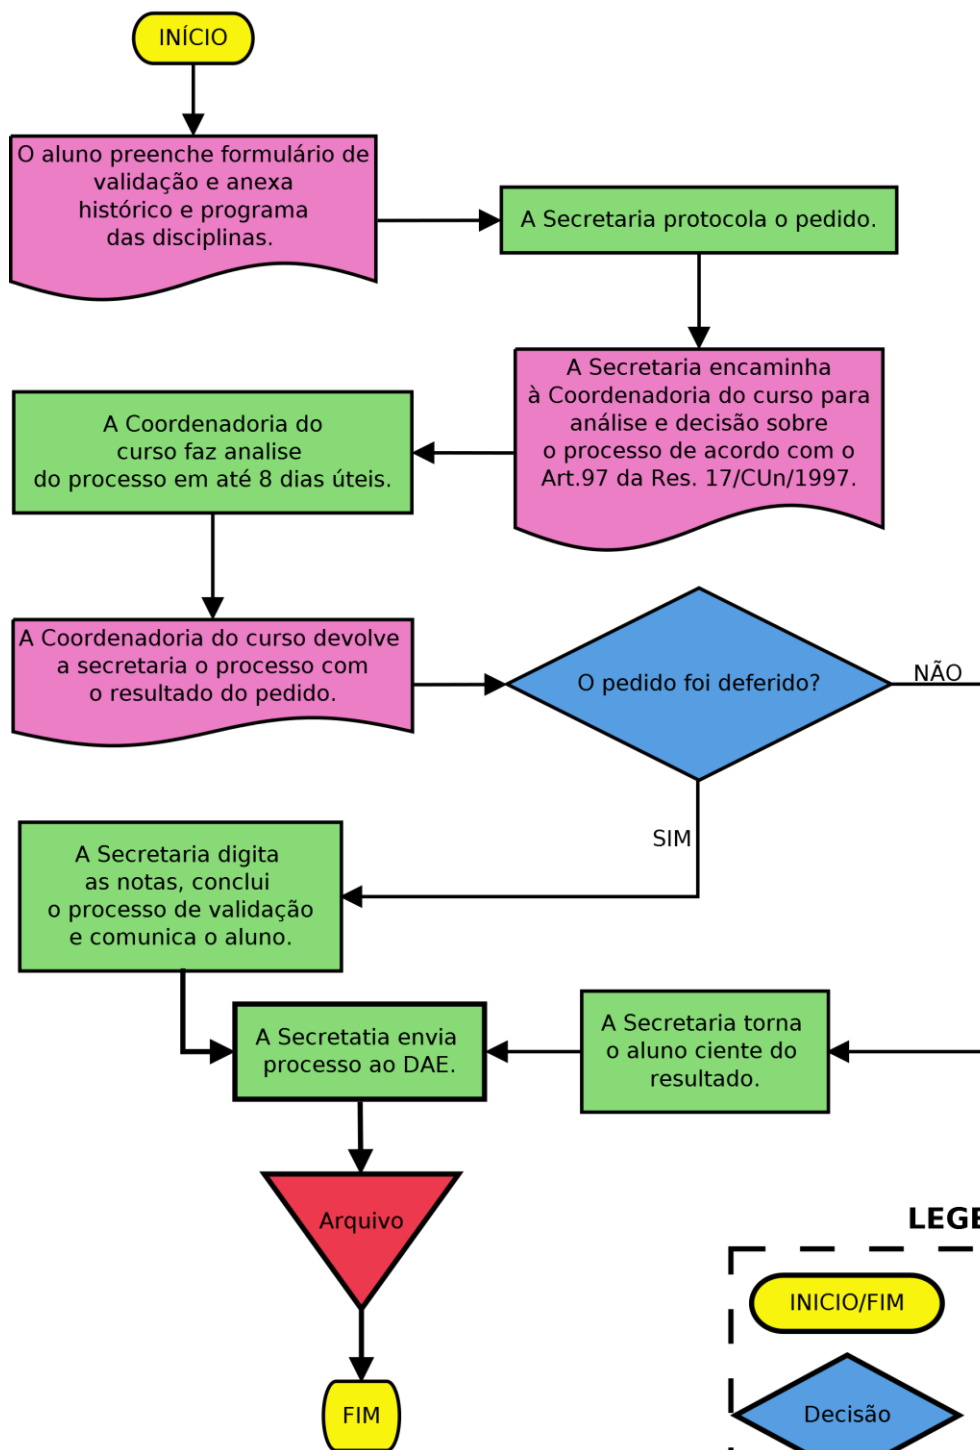 INÍCIO
O aluno preenche formulário de
validação e anexa
histórico e programa
das disciplinas.
A Secretaria protocola o pedido.
A Secretaria encaminha
à Coordenadoria do curso para
análise e decisão sobre
o processo de acordo com o
Art.97 da Res. 17/CUn/1997.
A Coordenadoria do
curso faz analise
do processo em até 8 dias úteis.
A Coordenadoria do curso devolve
a secretaria o processo com
o resultado do pedido.
O pedido foi deferido?
NÃO
SIM
A Secretaria digita
as notas, conclui
o processo de validação
e comunica o aluno.
A Secretatia envia
processo ao DAE.
A Secretaria torna
o aluno ciente do
resultado.
Arquivo
FIM
LEGE
INICIO/FIM
Decisão